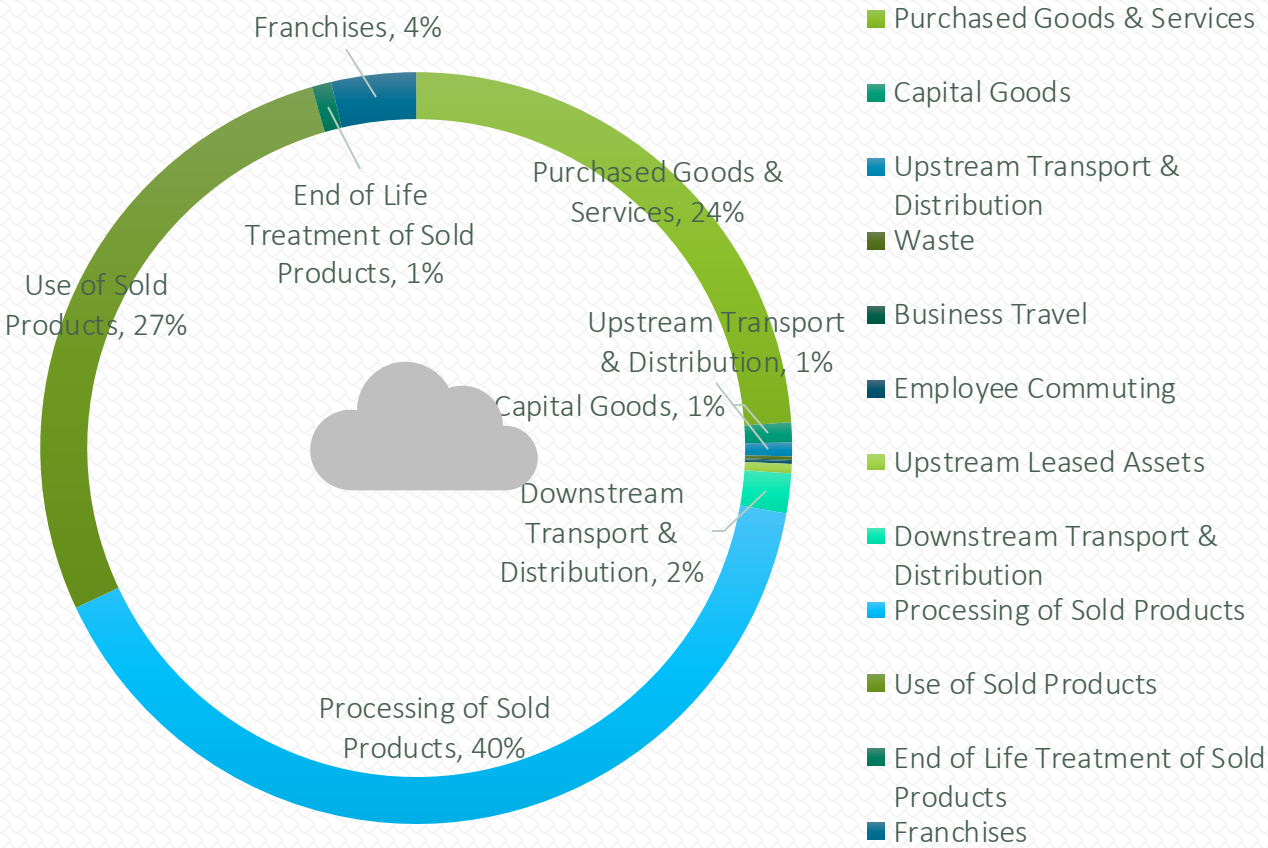 Franchises, 4%
Purchased Goods &
Services, 24%
End of Life
Treatment of Sold
Products, 1%
Use of Sold
Products, 27%
Upstream Transport
& Distribution, 1%
Capital Goods, 1%
Downstream
Transport &
Distribution, 2%
Processing of Sold
Products, 40%
Purchased Goods & Services
Capital Goods
Upstream Transport &
Distribution
Waste
Business Travel
Employee Commuting
Upstream Leased Assets
Downstream Transport &
Distribution
Processing of Sold Products
Use of Sold Products
End of Life Treatment of Sold
Products
Franchises